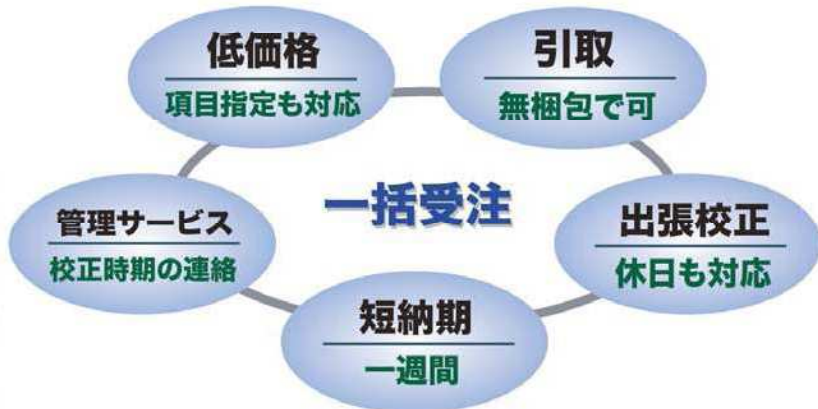 低価格
項目指定も対応
引取
無梱包で可
一括受注
管理サービス
校正時期の連絡
出張校正
休日も対応
短納期
一週間